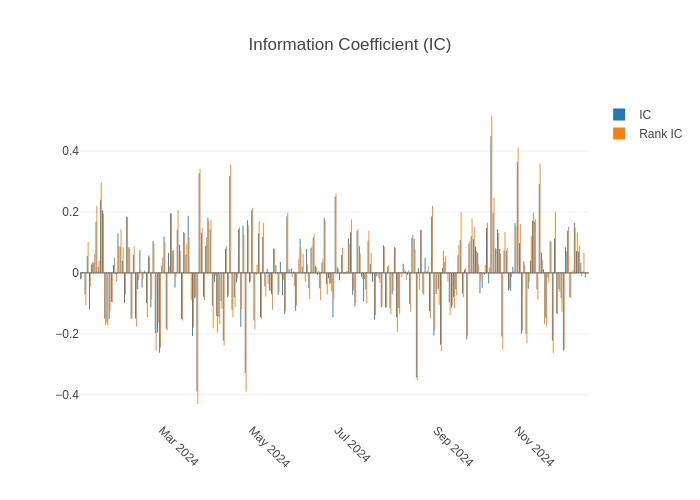 Information Coefficient (IC)
IC
Rank IC
0.4
0.2
0
−0.2
−0.4
Mar 2024
May 2024
Jul 2024
Sep 2024
Nov 2024